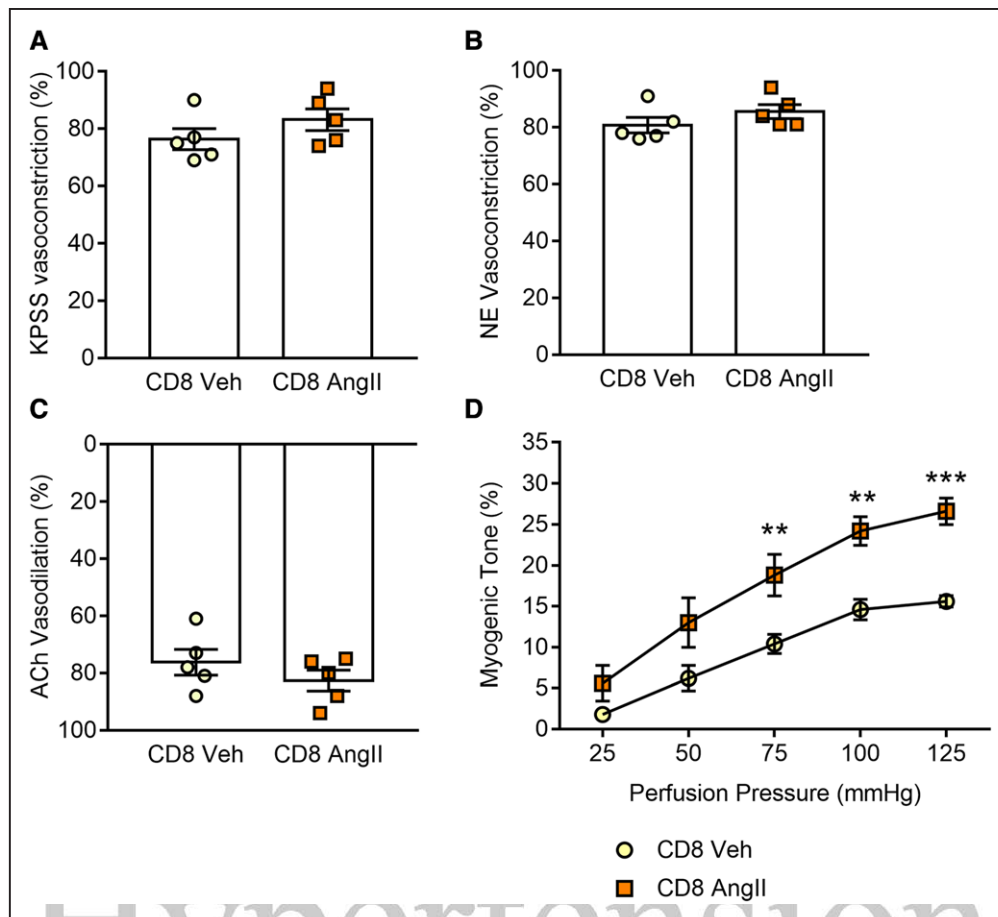 A
KPSS vasoconstriction (%)
100
80
60
40
20
0
CD8 Veh
CD8 AngII
B
NE Vasoconstriction (%)
100
80
60
40
20
0
CD8 Veh
CD8 AngII
C
ACh Vasodilation (%)
0
20
40
60
80
100
CD8 Veh
CD8 AngII
D
Myogenic Tone (%)
35
30
25
20
15
10
5
0
**
**
***
25 50 75 100 125
Perfusion Pressure (mmHg)
CD8 Veh
CD8 AngII
Hypertension